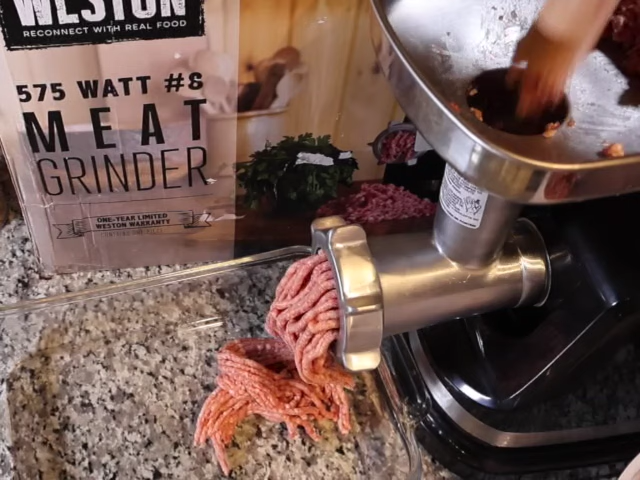 WESTON
RECONNECT WITH REAL FOOD
575 WATT #8
MEAT
GRINDER
ONE-YEAR LIMITED
WESTON WARRANTY